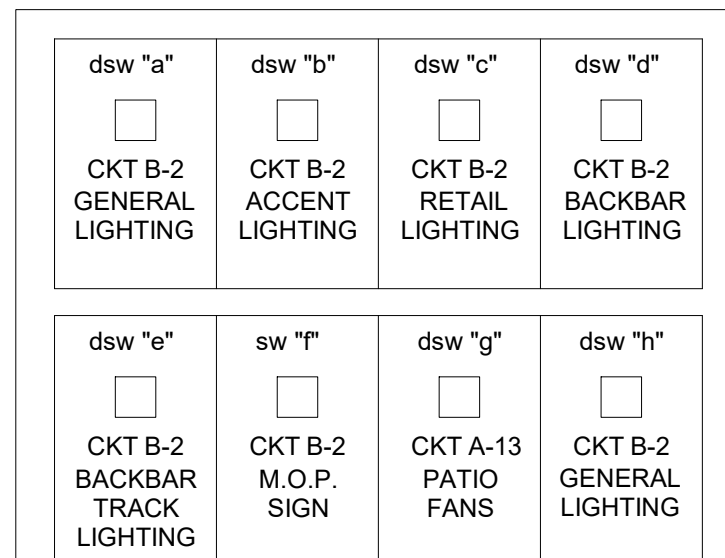 dsw "a"
CKT B-2
GENERAL
LIGHTING
dsw "b"
CKT B-2
ACCENT
LIGHTING
dsw "c"
CKT B-2
RETAIL
LIGHTING
dsw "d"
CKT B-2
BACKBAR
LIGHTING
dsw "e"
CKT B-2
BACKBAR
TRACK
LIGHTING
sw "f"
CKT B-2
M.O.P.
SIGN
dsw "g"
CKT A-13
PATIO
FANS
dsw "h"
CKT B-2
GENERAL
LIGHTING